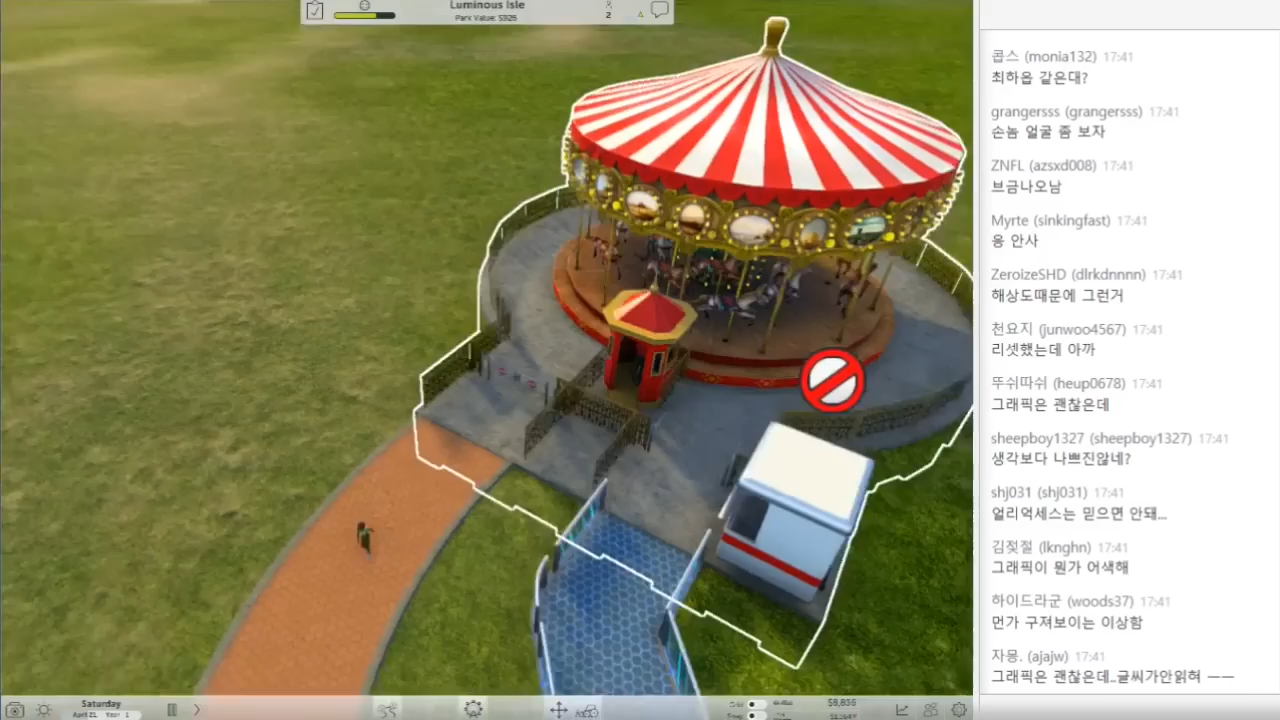 Luminous Isle
Park Value: 5926
2
콥스 (monia132) 17:41
최하옵 같은대?
grangersss (grangersss) 17:41
손놈 얼굴 좀 보자
ZNFL (azsxd008) 17:41
브금나오남
Myrte (sinkingfast) 17:41
응 안사
ZeroizeSHD (dlrkdnnnn) 17:41
해상도때문에 그런거
천요지 (junwoo4567) 17:41
리셋했는데 아까
뚜쉬따쉬 (heup0678) 17:41
그래픽은 괜찮은데
sheepboy1327 (sheepboy1327) 17:41
생각보다 나쁘진않네?
shj031 (shj031) 17:41
얼리억세스는 믿으면 안돼...
김젖절 (lknghn) 17:41
그래픽이 뭔가 어색해
하이드라군 (woods37) 17:41
먼가 구져보이는 이상함
자몽. (ajajw) 17:41
그래픽은 괜찮은데..글씨가안읽혀 ㅡㅡ
Saturday
April 21, Year 1